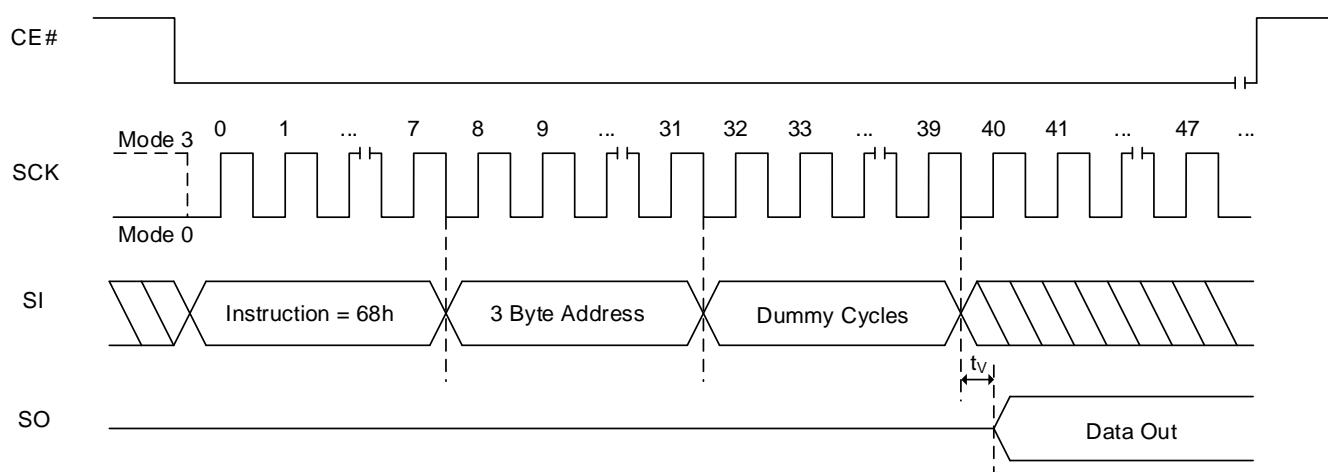 CE#
Mode 3 0 1 ... 7 8 9 ... 31 32 33 ... 39 40 41 ... 47 ...
SCK
Mode 0
SI Instruction = 68h 3 Byte Address Dummy Cycles
tV
SO Data Out